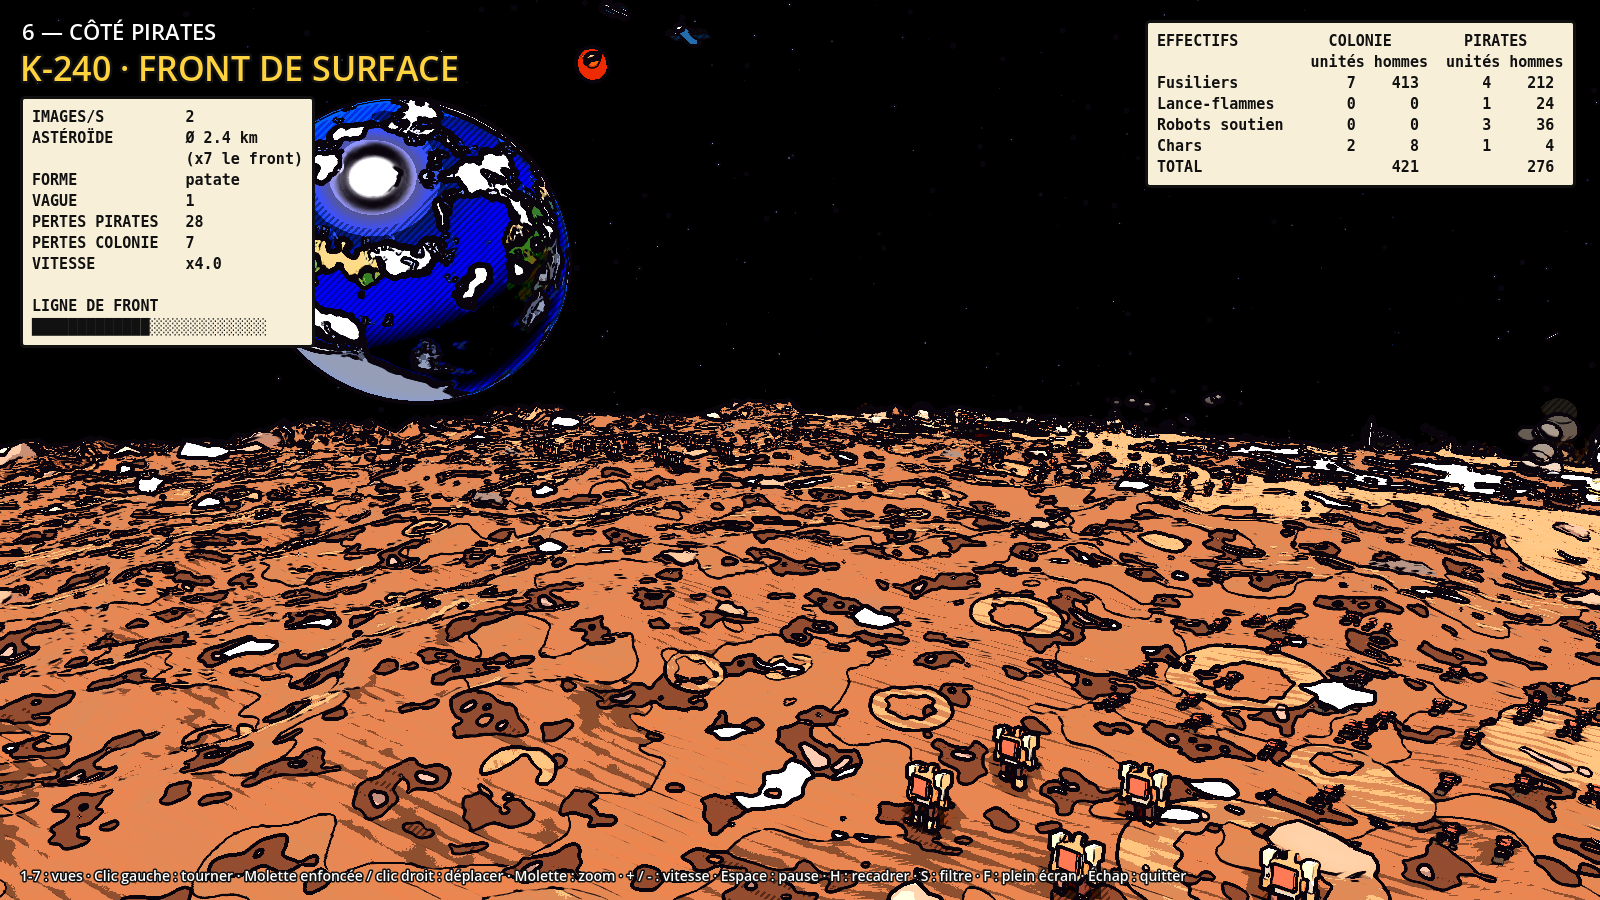 6 — CÔTÉ PIRATES
K-240 · FRONT DE SURFACE
IMAGES/S 2
ASTÉROÏDE Ø 2.4 km
(x7 le front)
FORME patate
VAGUE 1
PERTES PIRATES 28
PERTES COLONIE 7
VITESSE x4.0
LIGNE DE FRONT
EFFECTIFS COLONIE PIRATES
unités hommes unités hommes
Fusiliers 7 413 4 212
Lance-flammes 0 0 1 24
Robots soutien 0 0 3 36
Chars 2 8 1 4
TOTAL 421 276
1-7 : vues · Clic gauche : tourner · Molette enfoncée / clic droit : déplacer · Molette : zoom · + / - : vitesse · Espace : pause · H : recadrer · S : filtre · F : plein écran · Échap : quitter